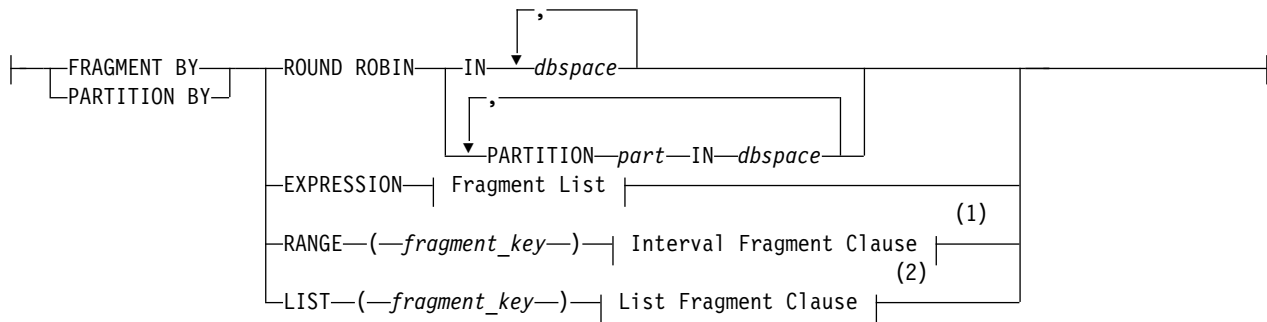 ,
FRAGMENT BY ROUND ROBIN IN dbspace
PARTITION BY
,
PARTITION part IN dbspace
EXPRESSION Fragment List
(1)
RANGE ( fragment_key ) Interval Fragment Clause
(2)
LIST ( fragment_key ) List Fragment Clause